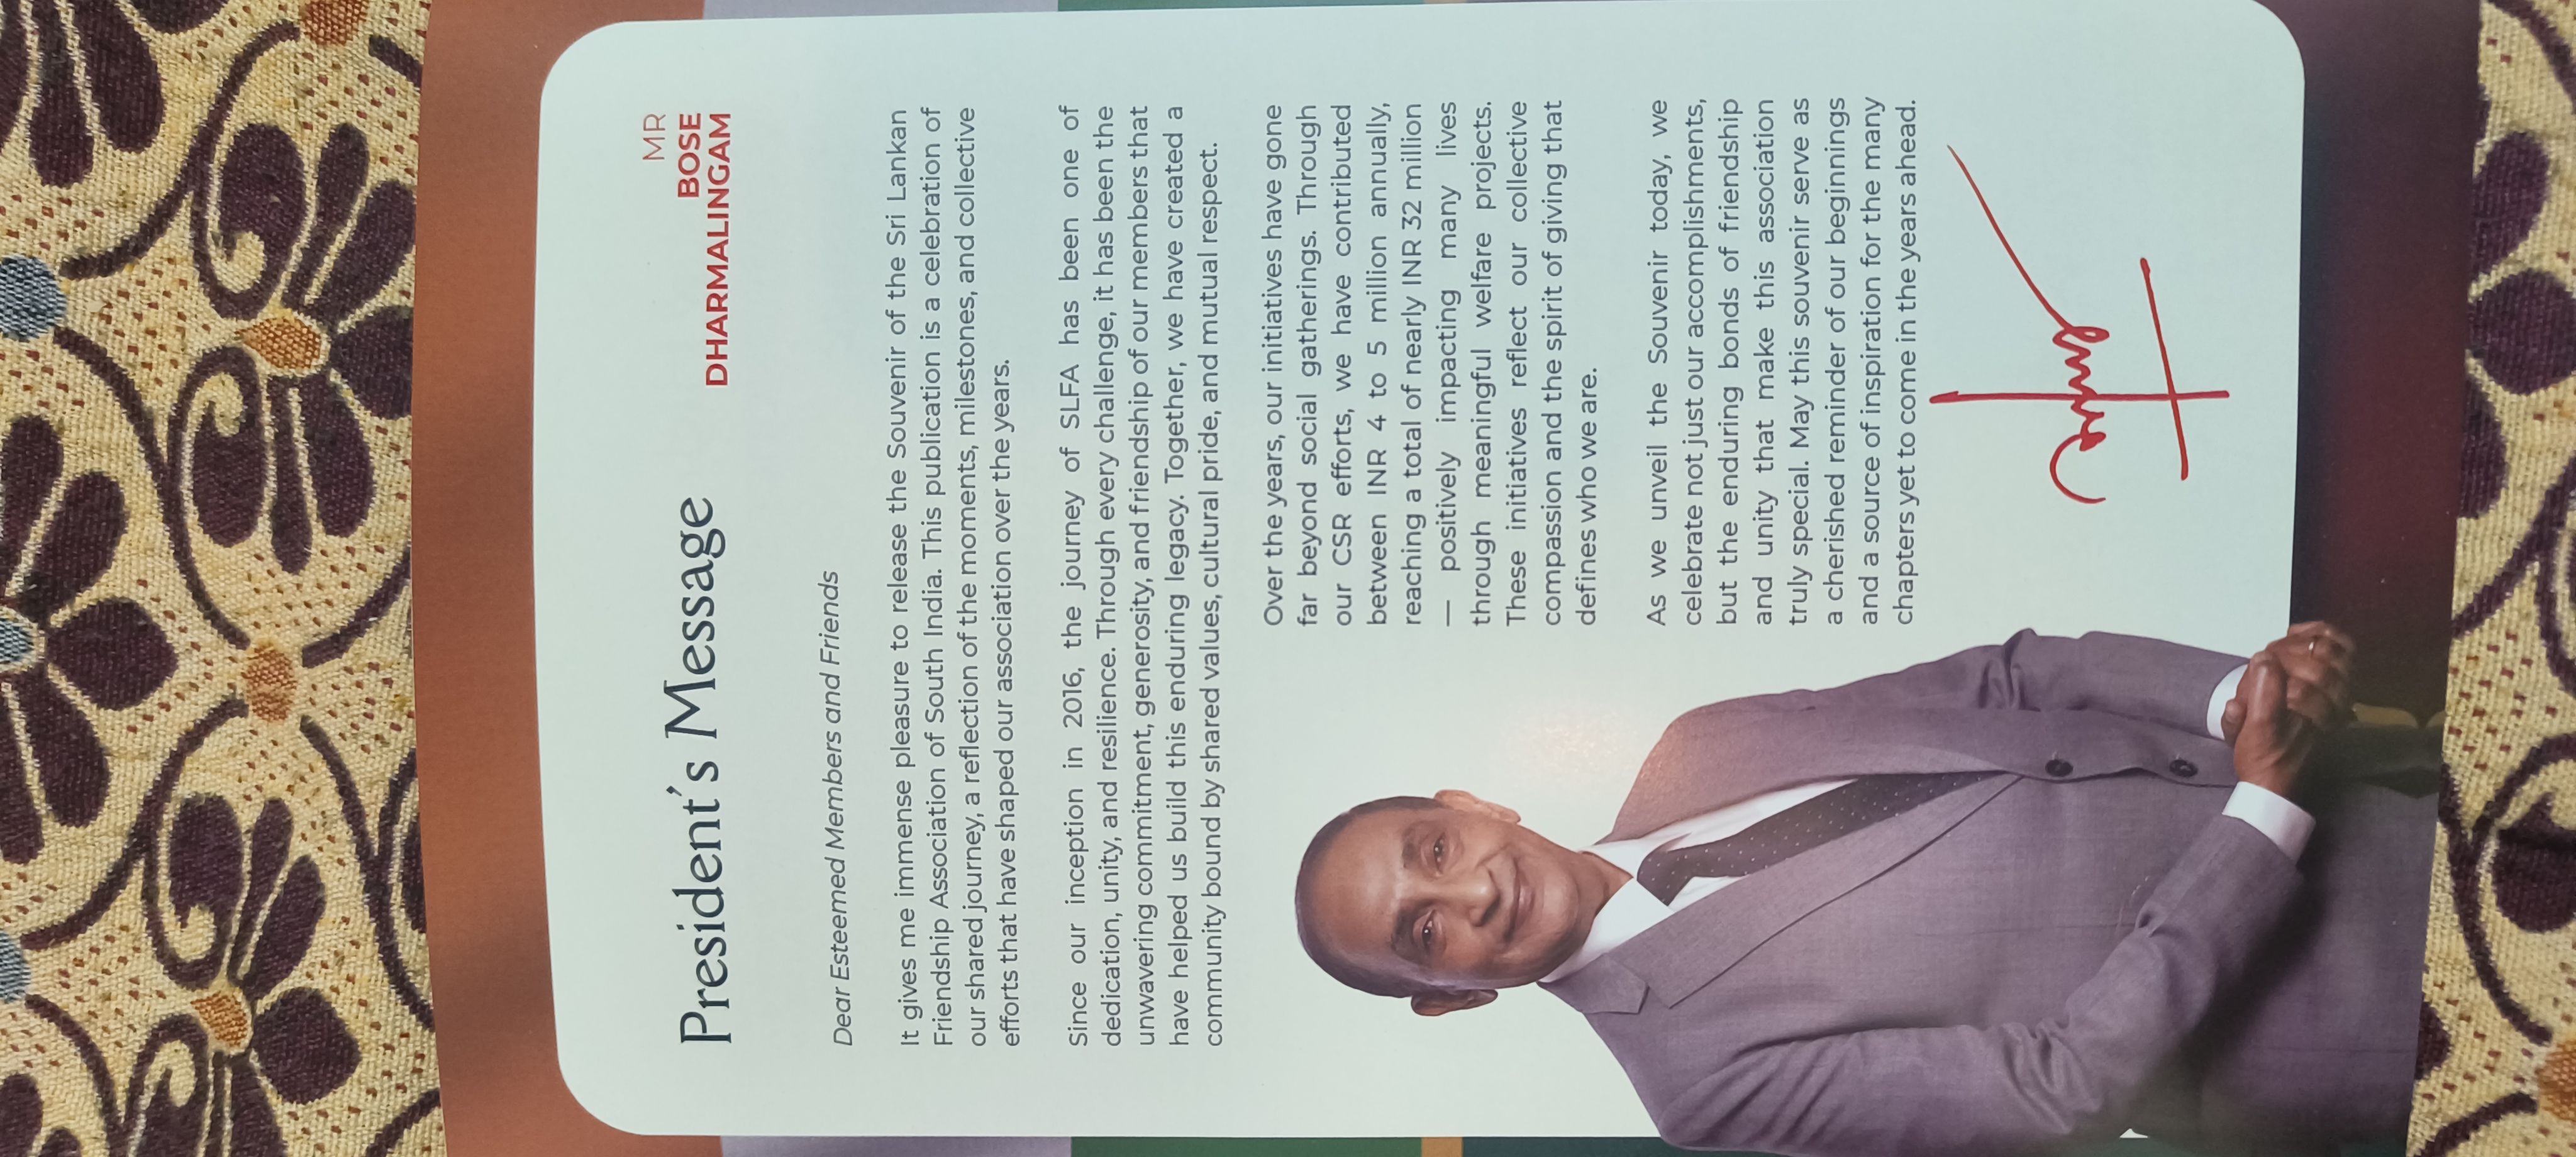 President's Message
MR
BOSE
DHARMALINGAM
Dear Esteemed Members and Friends
It gives me immense pleasure to release the Souvenir of the Sri Lankan
Friendship Association of South India. This publication is a celebration of
our shared journey, a reflection of the moments, milestones, and collective
efforts that have shaped our association over the years.
Since our inception in 2016, the journey of SLFA has been one of
dedication, unity, and resilience. Through every challenge, it has been the
unwavering commitment, generosity, and friendship of our members that
have helped us build this enduring legacy. Together, we have created a
community bound by shared values, cultural pride, and mutual respect.
Over the years, our initiatives have gone
far beyond social gatherings. Through
our CSR efforts, we have contributed
between INR 4 to 5 million annually,
reaching a total of nearly INR 32 million
— positively impacting many lives
through meaningful welfare projects.
These initiatives reflect our collective
compassion and the spirit of giving that
defines who we are.
As we unveil the Souvenir today, we
celebrate not just our accomplishments,
but the enduring bonds of friendship
and unity that make this association
truly special. May this souvenir serve as
a cherished reminder of our beginnings
and a source of inspiration for the many
chapters yet to come in the years ahead.